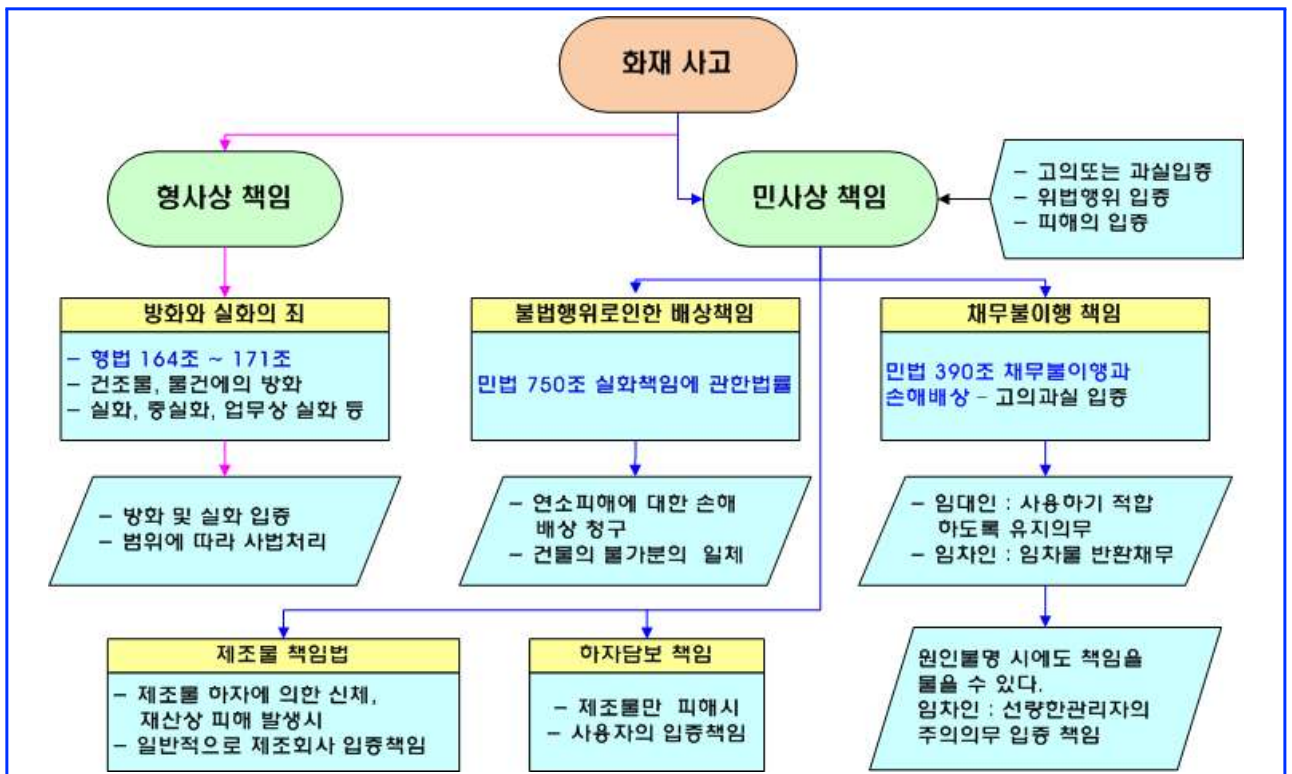 화재 사고
형사상 책임
민사상 책임
– 고의또는 과실입증
– 위법행위 입증
– 피해의 입증
방화와 실화의 죄
– 형법 164조 ~ 171조
– 건조물, 물건에의 방화
– 실화, 중실화, 업무상 실화 등
불법행위로인한 배상책임
민법 750조 실화책임에 관한법률
채무불이행 책임
민법 390조 채무불이행과
손해배상 – 고의과실 입증
– 방화 및 실화 입증
– 범위에 따라 사법처리
– 연소피해에 대한 손해
배상 청구
– 건물의 불가분의 일체
– 임대인 : 사용하기 적합
하도록 유지의무
– 임차인 : 임차물 반환채무
제조물 책임법
– 제조물 하자에 의한 신체,
재산상 피해 발생시
– 일반적으로 제조회사 입증책임
하자담보 책임
– 제조물만 피해시
– 사용자의 입증책임
원인불명 시에도 책임을
물을 수 있다.
임차인 : 선량한관리자의
주의의무 입증 책임